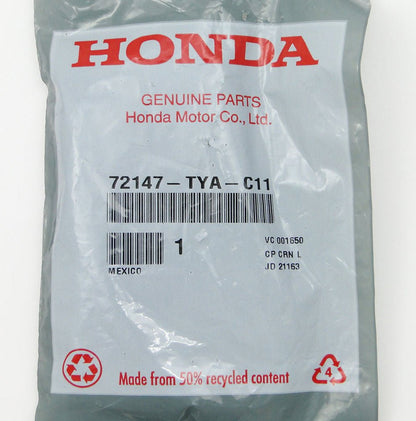 HONDA
GENUINE PARTS
Honda Motor Co., Ltd.
72147-TYA-C11
1
VC 001650
CP CRN L
MEXICO
JD 21163
Made from 50% recycled content
4